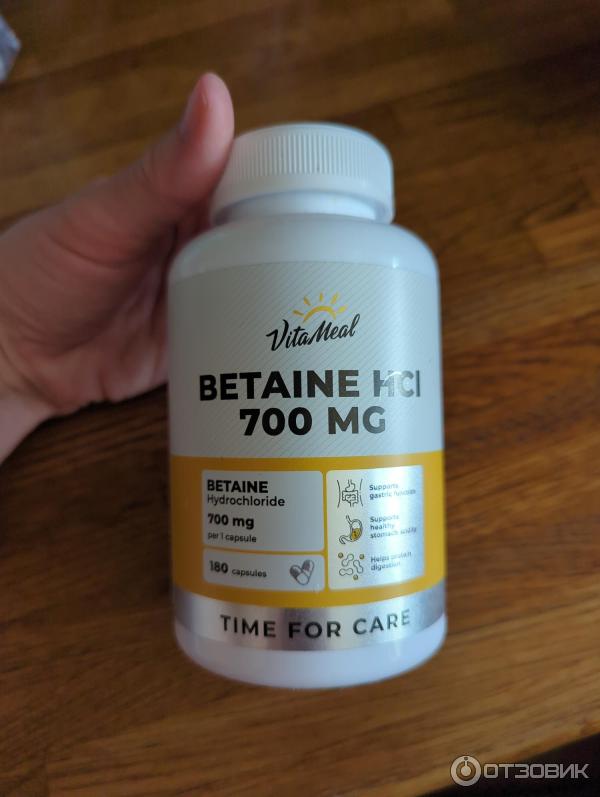 VitaMeal
BETAINE HCl
700 MG
BETAINE
Hydrochloride
700 mg
per 1 capsule
180 capsules
Supports
gastric functions
Supports
healthy
stomach acidity
Helps protein
digestion
TIME FOR CARE
ОТЗОВИК